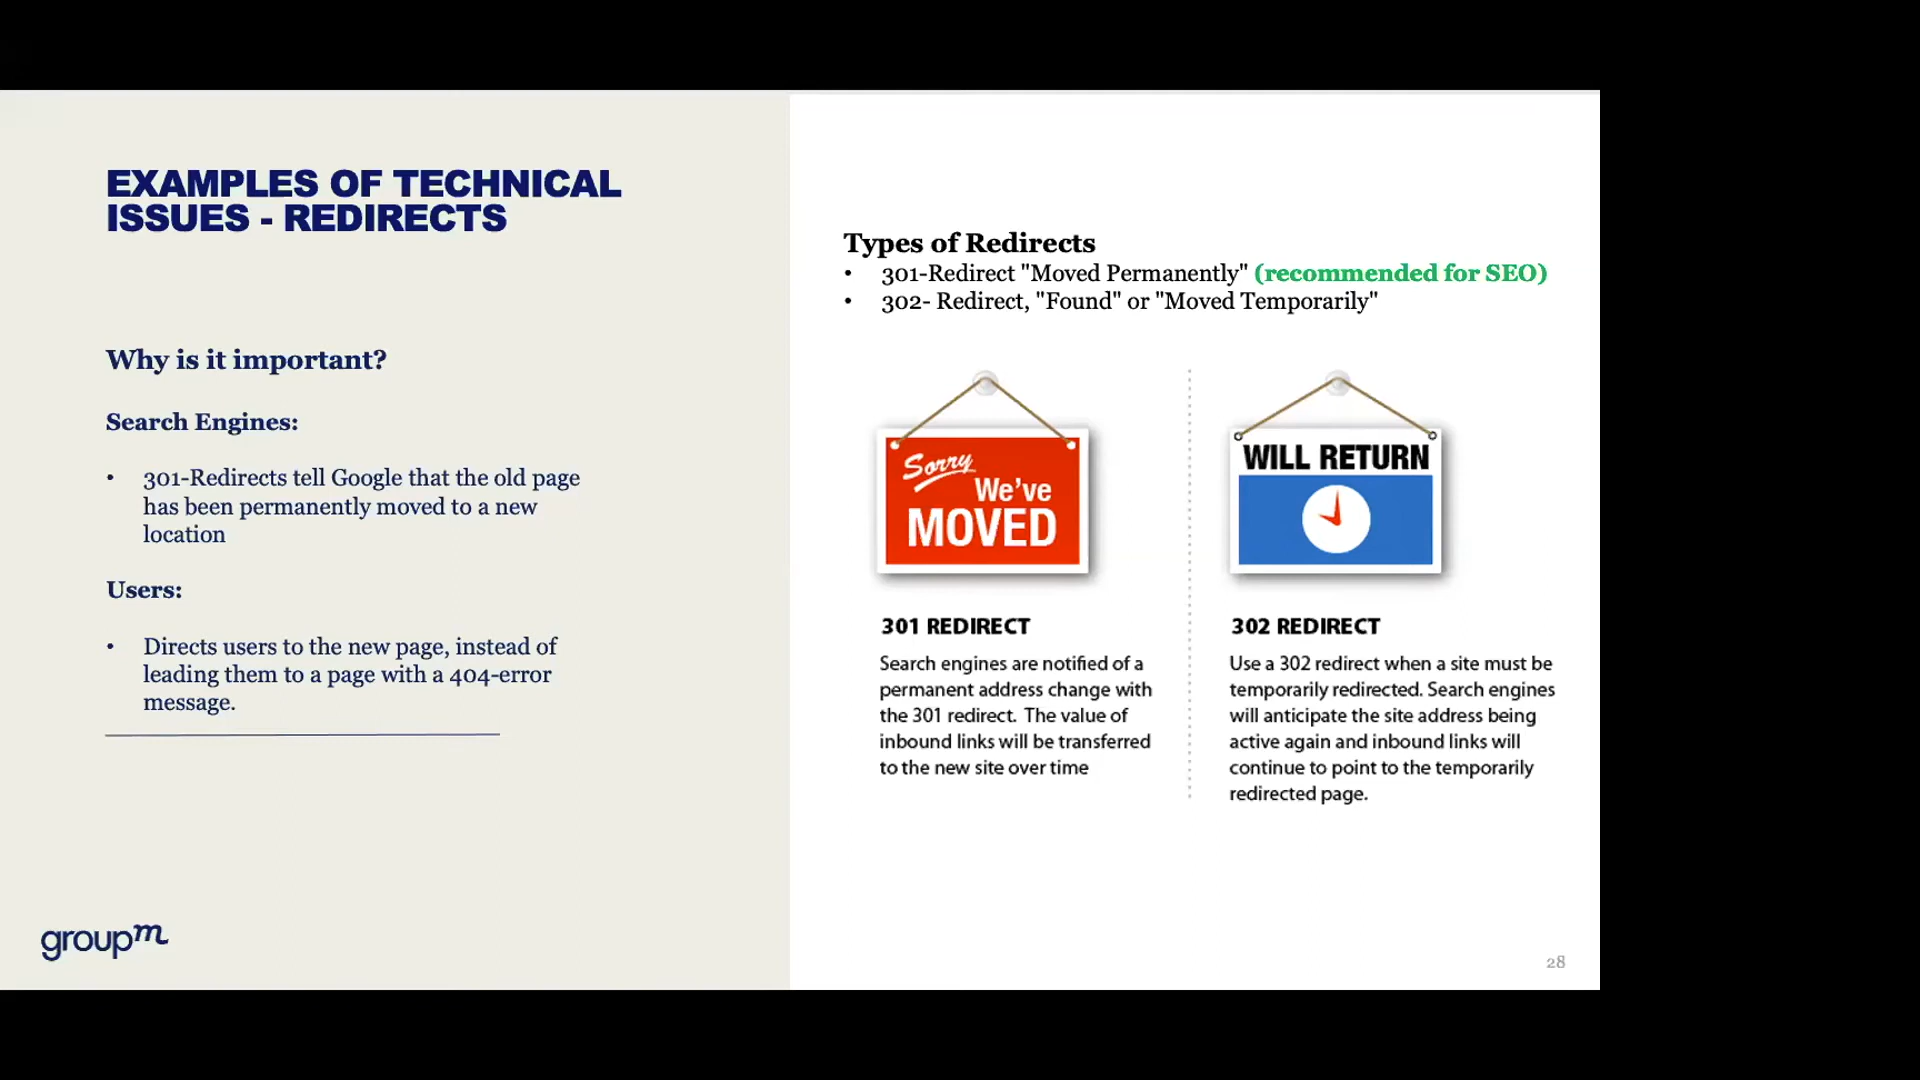 EXAMPLES OF TECHNICAL
ISSUES - REDIRECTS
Why is it important?
Search Engines:
• 301-Redirects tell Google that the old page
has been permanently moved to a new
location
Users:
• Directs users to the new page, instead of
leading them to a page with a 404-error
message.
groupm
Types of Redirects
• 301-Redirect "Moved Permanently" (recommended for SEO)
• 302- Redirect, "Found" or "Moved Temporarily"
Sorry
We've
MOVED
301 REDIRECT
Search engines are notified of a
permanent address change with
the 301 redirect. The value of
inbound links will be transferred
to the new site over time
WILL RETURN
302 REDIRECT
Use a 302 redirect when a site must be
temporarily redirected. Search engines
will anticipate the site address being
active again and inbound links will
continue to point to the temporarily
redirected page.
28